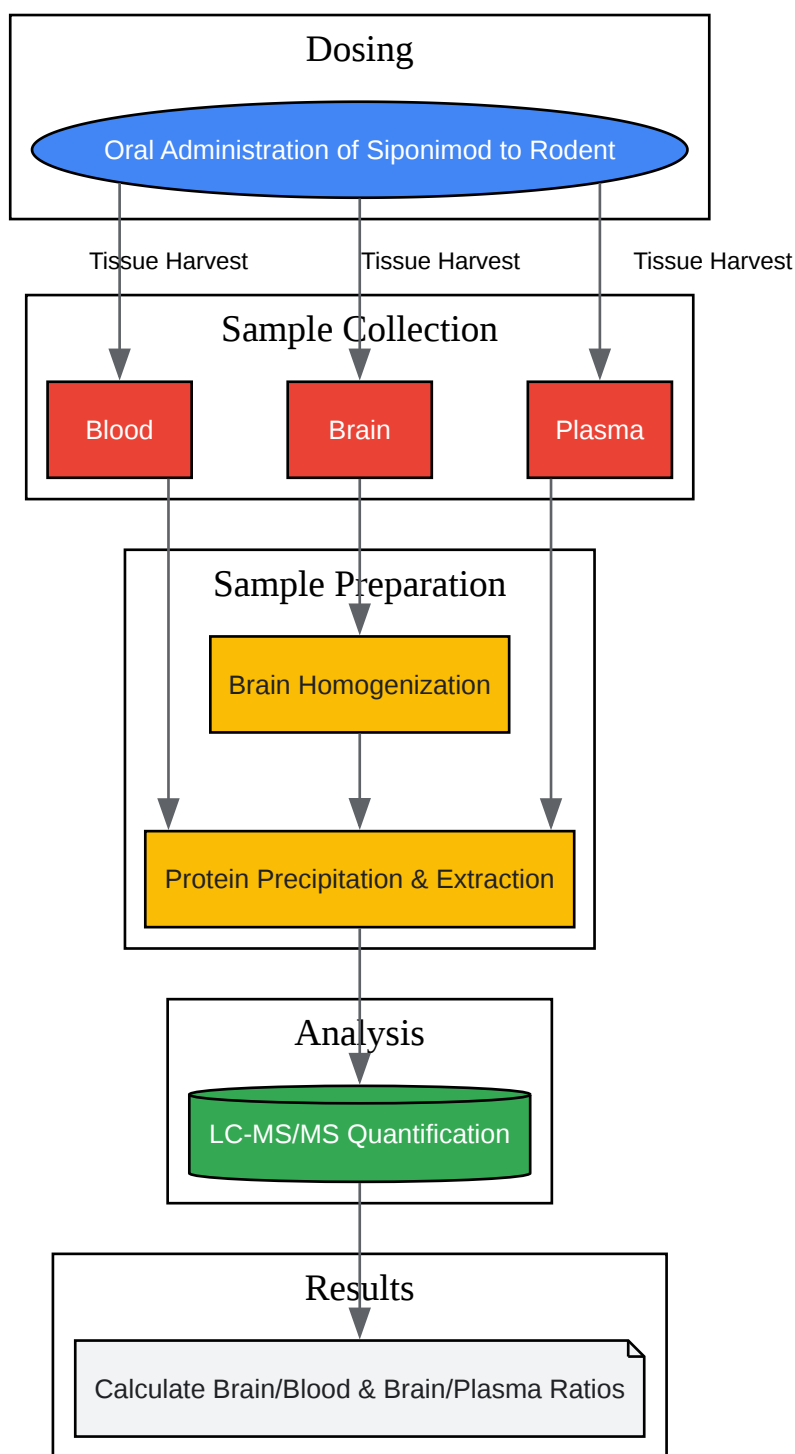 Dosing
Oral Administration of Siponimod to Rodent
Tissue Harvest
Tissue Harvest
Tissue Harvest
Sample Collection
Blood
Brain
Plasma
Sample Preparation
Brain Homogenization
Protein Precipitation & Extraction
Analysis
LC-MS/MS Quantification
Results
Calculate Brain/Blood & Brain/Plasma Ratios